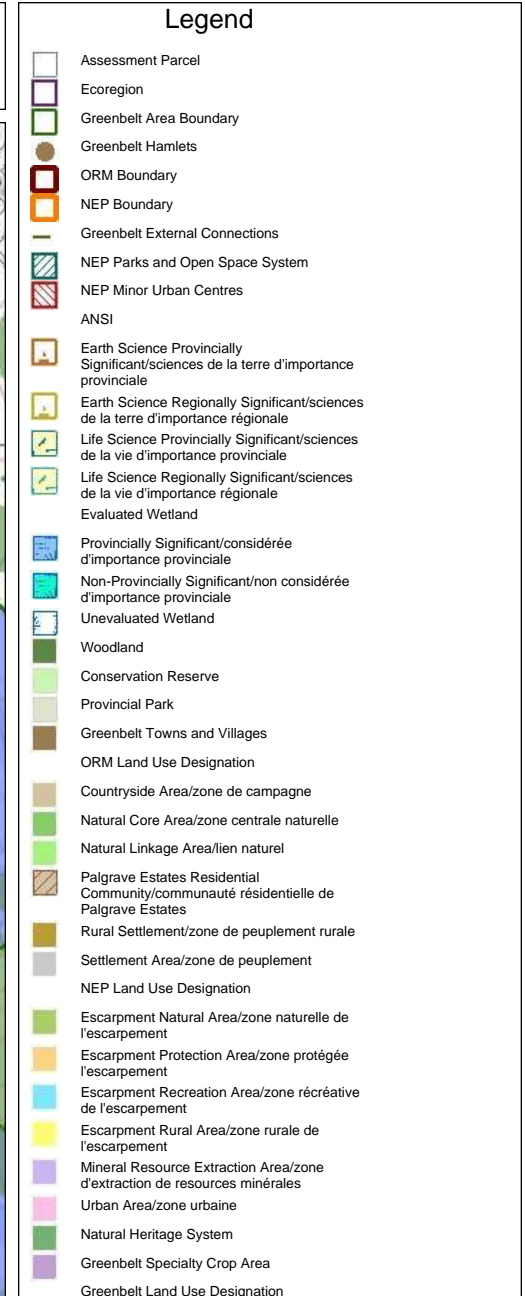 Legend
Assessment Parcel
Ecoregion
Greenbelt Area Boundary
Greenbelt Hamlets
ORM Boundary
NEP Boundary
Greenbelt External Connections
NEP Parks and Open Space System
NEP Minor Urban Centres
ANSI
Earth Science Provincially
Significant/sciences de la terre d'importance
provinciale
Earth Science Regionally Significant/sciences
de la terre d'importance régionale
Life Science Provincially Significant/sciences
de la vie d'importance provinciale
Life Science Regionally Significant/sciences
de la vie d'importance régionale
Evaluated Wetland
Provincially Significant/considérée
d'importance provinciale
Non-Provincially Significant/non considérée
d'importance provinciale
Unevaluated Wetland
Woodland
Conservation Reserve
Provincial Park
Greenbelt Towns and Villages
ORM Land Use Designation
Countryside Area/zone de campagne
Natural Core Area/zone centrale naturelle
Natural Linkage Area/lien naturel
Palgrave Estates Residential
Community/communauté résidentielle de
Palgrave Estates
Rural Settlement/zone de peuplement rurale
Settlement Area/zone de peuplement
NEP Land Use Designation
Escarpment Natural Area/zone naturelle de
l'escarpement
Escarpment Protection Area/zone protégée
l'escarpement
Escarpment Recreation Area/zone récréative
de l'escarpement
Escarpment Rural Area/zone rurale de
l'escarpement
Mineral Resource Extraction Area/zone
d'extraction de resources minérales
Urban Area/zone urbaine
Natural Heritage System
Greenbelt Specialty Crop Area
Greenbelt Land Use Designation